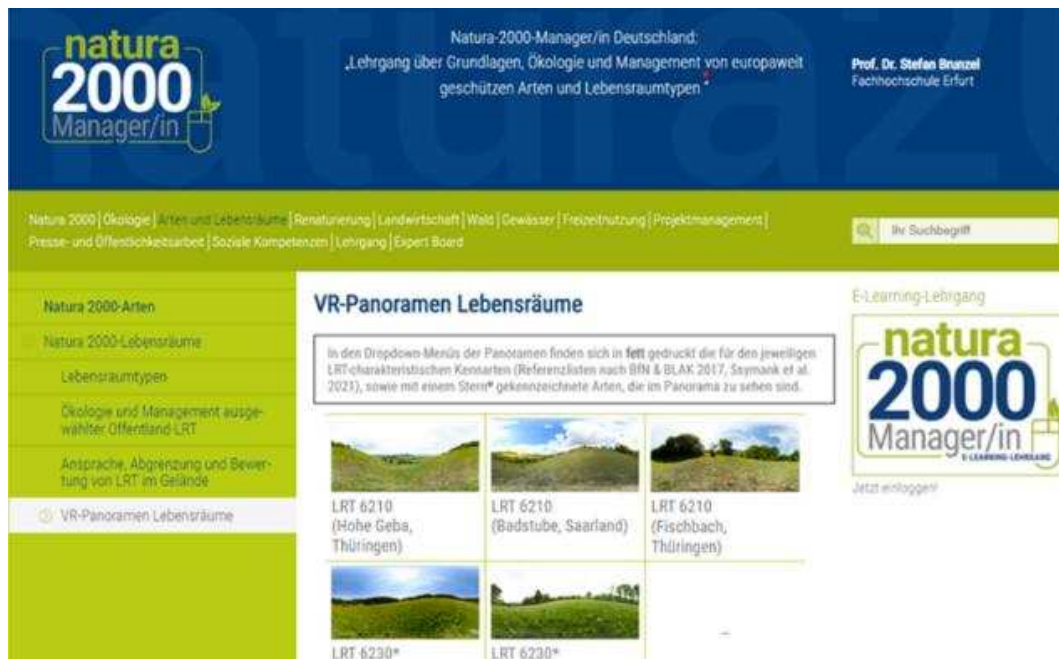 natura
2000
Manager/in
Natura-2000-Manager/in Deutschland:
„Lehrgang über Grundlagen, Ökologie und Management von europaweit
geschützen Arten und Lebensraumtypen "
Prof. Dr. Stefan Brunzel
Fachhochschule Erfurt
Natura 2000 | Ökologie | Arten und Lebensräume | Renaturierung | Landwirtschaft | Wald | Gewässer | Freizeitnutzung | Projektmanagement |
Presse- und Öffentlichkeitsarbeit | Soziale Kompetenzen | Lehrgang | Expert Board
Ihr Suchbegriff
Natura 2000-Arten
Natura 2000-Lebensräume
Lebensraumtypen
Ökologie und Management ausge-
wählter Offenland-LRT
Ansprache, Abgrenzung und Bewer-
tung von LRT im Gelände
VR-Panoramen Lebensräume
VR-Panoramen Lebensräume
In den Dropdown-Menüs der Panoramen finden sich in fett gedruckt die für den jeweiligen
LRT-charakteristischen Kennarten (Referenzlisten nach BfN & BLAK 2017, Ssymank et al.
2021), sowie mit einem Stern* gekennzeichnete Arten, die im Panorama zu sehen sind.
LRT 6210
(Hohe Geba,
Thüringen)
LRT 6210
(Badstube, Saarland)
LRT 6210
(Fischbach,
Thüringen)
LRT 6230*
LRT 6230*
E-Learning-Lehrgang
natura
2000
Manager/in
E-LEARNING-LEHRGANG
Jetzt einloggen!